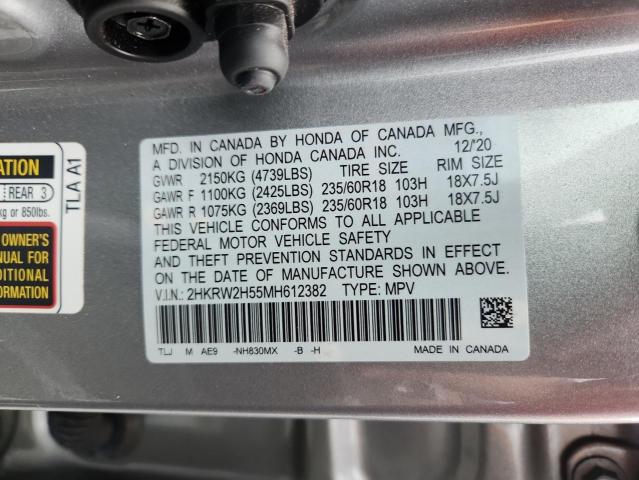 MFD. IN CANADA BY HONDA OF CANADA MFG.,
A DIVISION OF HONDA CANADA INC. 12/'20
GVWR 2150KG (4739LBS) TIRE SIZE RIM SIZE
GAWR F 1100KG (2425LBS) 235/60R18 103H 18X7.5J
GAWR R 1075KG (2369LBS) 235/60R18 103H 18X7.5J
THIS VEHICLE CONFORMS TO ALL APPLICABLE
FEDERAL MOTOR VEHICLE SAFETY
AND THEFT PREVENTION STANDARDS IN EFFECT
ON THE DATE OF MANUFACTURE SHOWN ABOVE.
V.I.N.: 2HKRW2H55MH612382 TYPE: MPV
TLJ M AE9 -NH830MX -B -H MADE IN CANADA
REAR 3
kg or 850lbs.
OWNER'S
FOR
INFORMATION
TLA A1